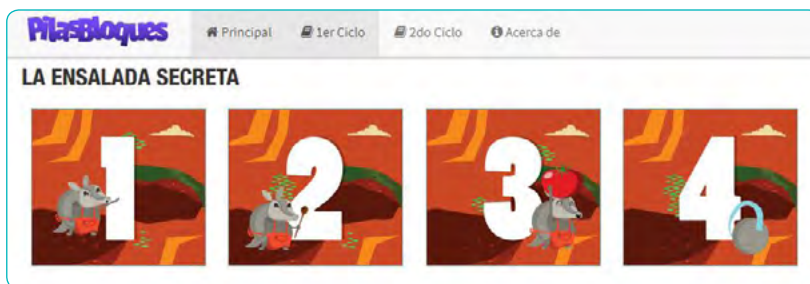 PilasBloques Principal 1er Ciclo 2do Ciclo Acerca de
LA ENSALADA SECRETA
1 2 3 4